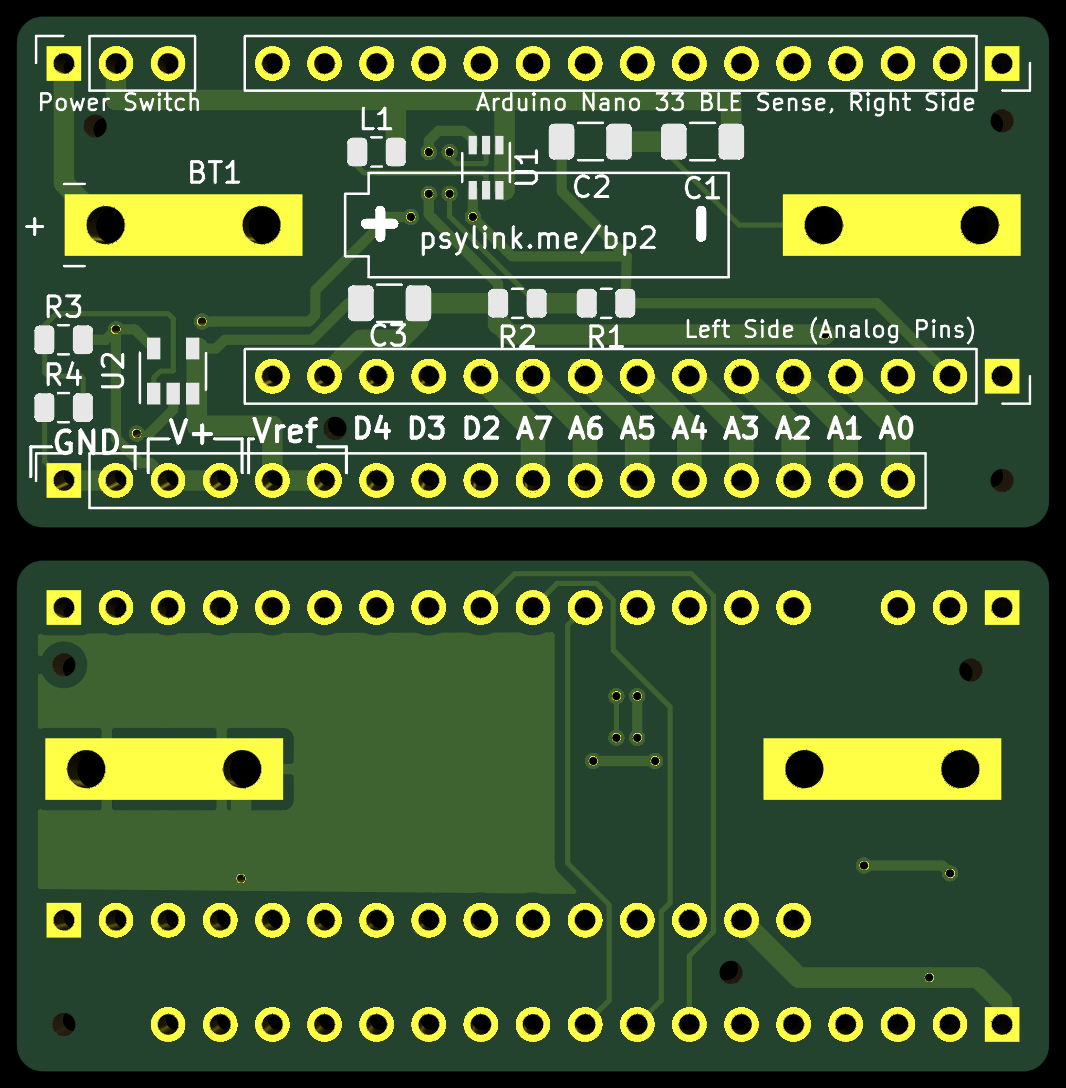 Power Switch
Arduino Nano 33 BLE Sense, Right Side
L1
U1
BT1
C2
C1
+
+
psylink.me/bp2
R3
C3
R2
R1
Left Side (Analog Pins)
U2
R4
GND
V+
Vref
D4 D3 D2 A7 A6 A5 A4 A3 A2 A1 A0